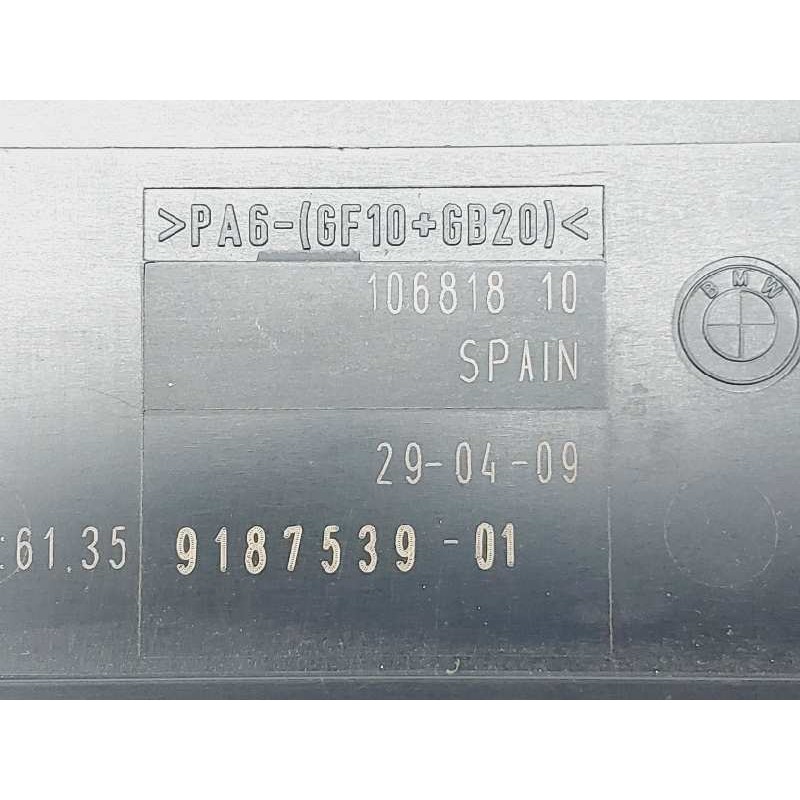 >PA6-(GF10+GB20)<
106818 10
SPAIN
BMW
29-04-09
:61.35 9187539-01